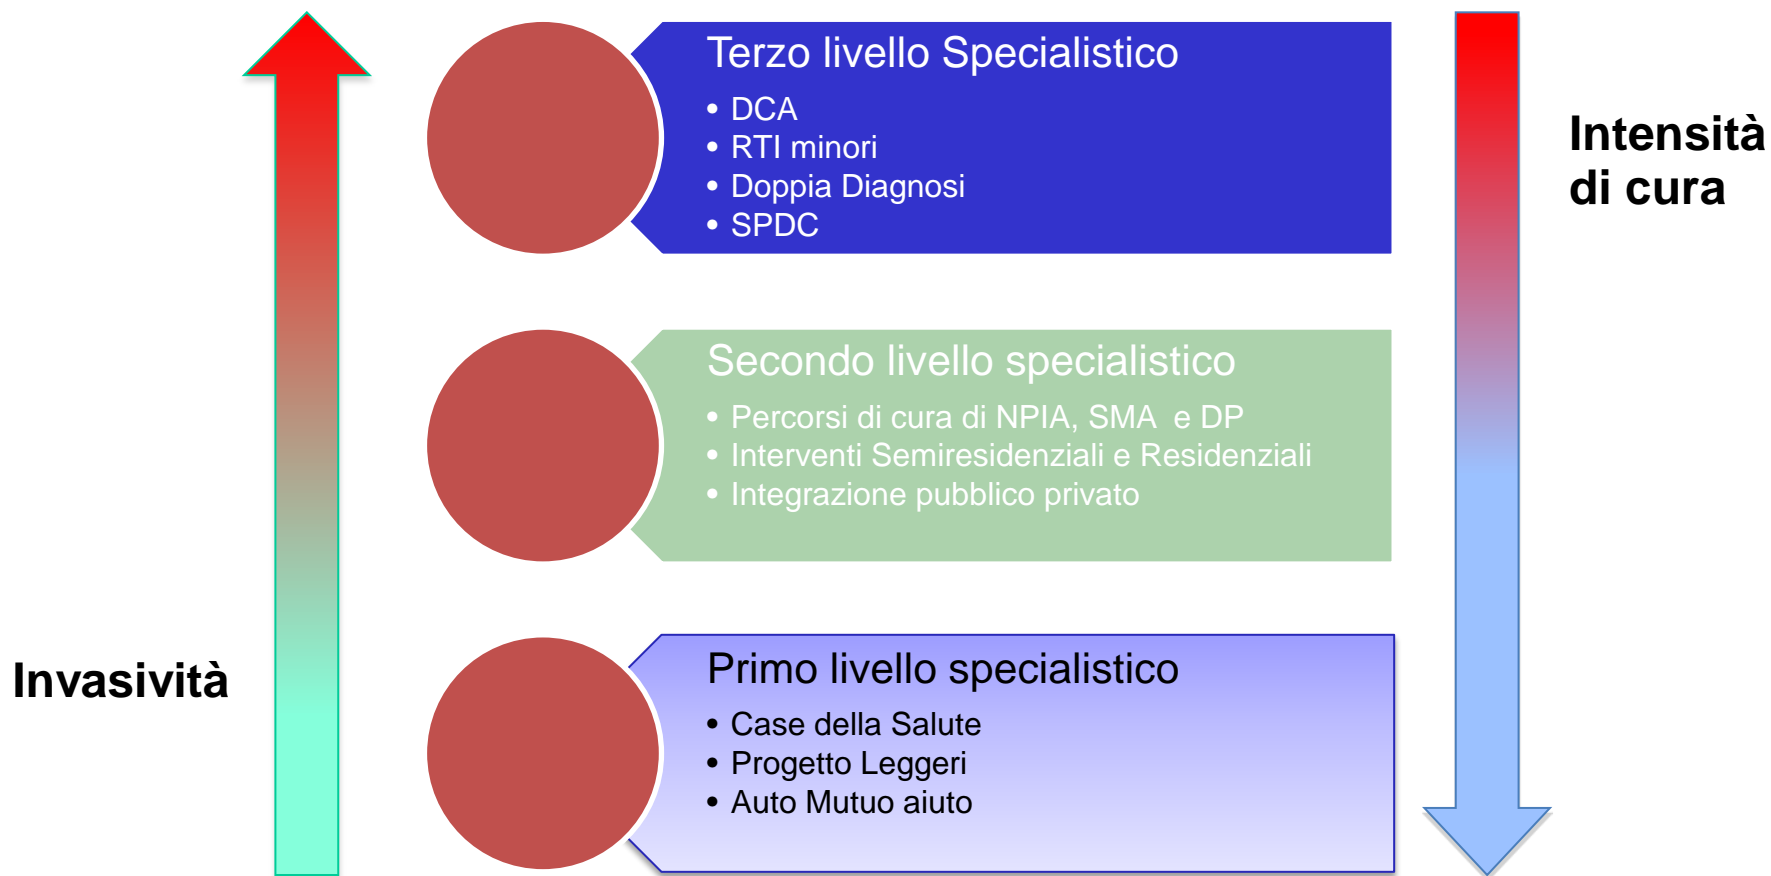 Terzo livello Specialistico
• DCA
• RTI minori
• Doppia Diagnosi
• SPDC
Intensità
di cura
Secondo livello specialistico
• Percorsi di cura di NPIA, SMA e DP
• Interventi Semiresidenziali e Residenziali
• Integrazione pubblico privato
Invasività
Primo livello specialistico
• Case della Salute
• Progetto Leggeri
• Auto Mutuo aiuto